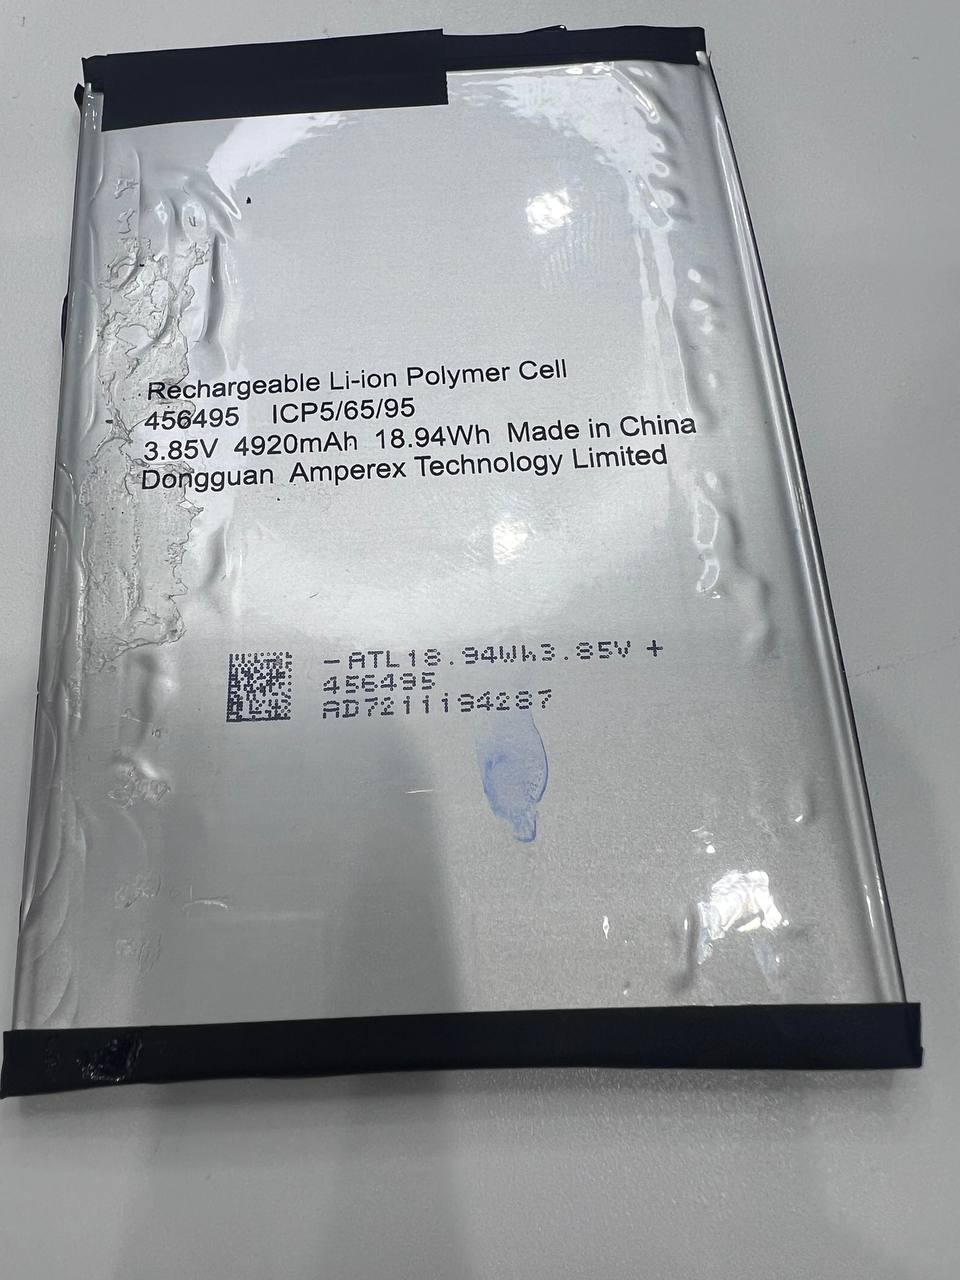 Rechargeable Li-ion Polymer Cell
456495 ICP5/65/95
3.85V 4920mAh 18.94Wh Made in China
Dongguan Amperex Technology Limited
-ATL18.94Wh3.85V +
456495
AD7211194287